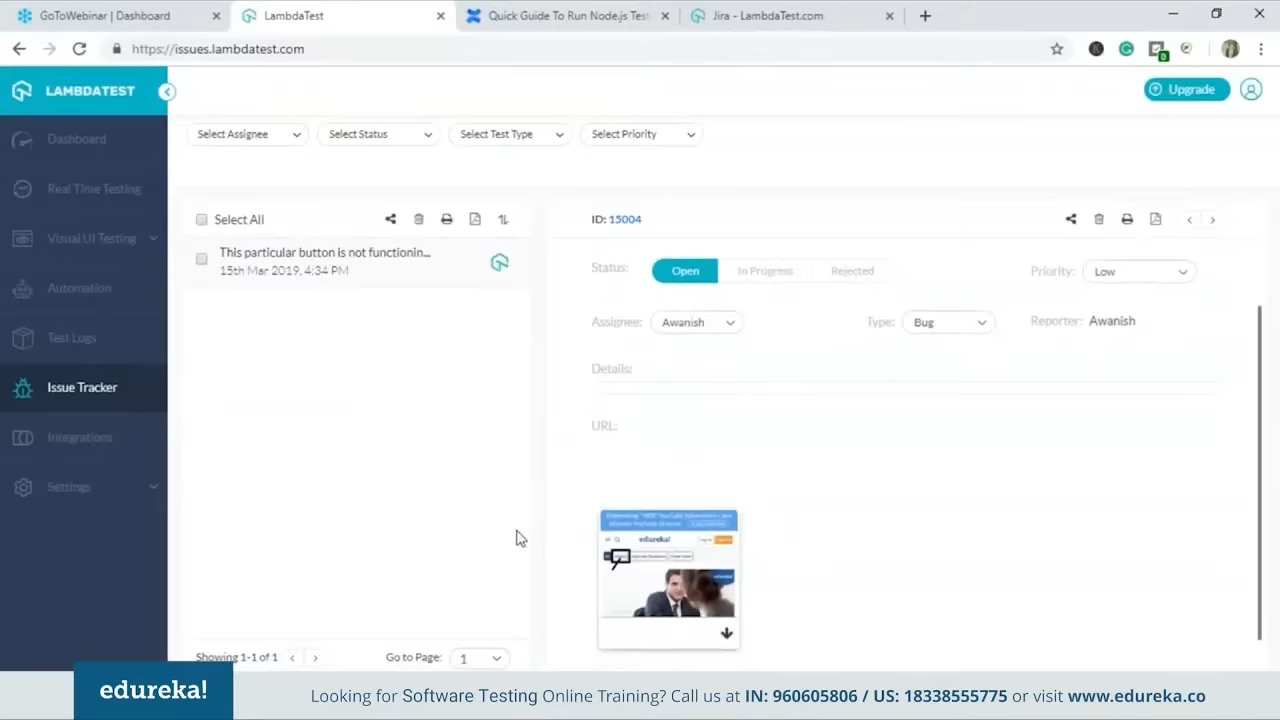 GoToWebinar | Dashboard
LambdaTest
Quick Guide To Run Node.js Tes
Jira - LambdaTest.com
https://issues.lambdatest.com
LAMBDATEST
Upgrade
Dashboard
Real Time Testing
Visual UI Testing
Automation
Test Logs
Issue Tracker
Integrations
Settings
Select Assignee
Select Status
Select Test Type
Select Priority
Select All
This particular button is not functionin...
15th Mar 2019, 4:34 PM
Showing 1-1 of 1
Go to Page:
1
ID: 15004
Status:
Open
In Progress
Rejected
Priority:
Low
Assignee:
Awanish
Type:
Bug
Reporter: Awanish
Details:
URL:
edureka!
edureka!
Looking for Software Testing Online Training? Call us at IN: 960605806 / US: 18338555775 or visit www.edureka.co